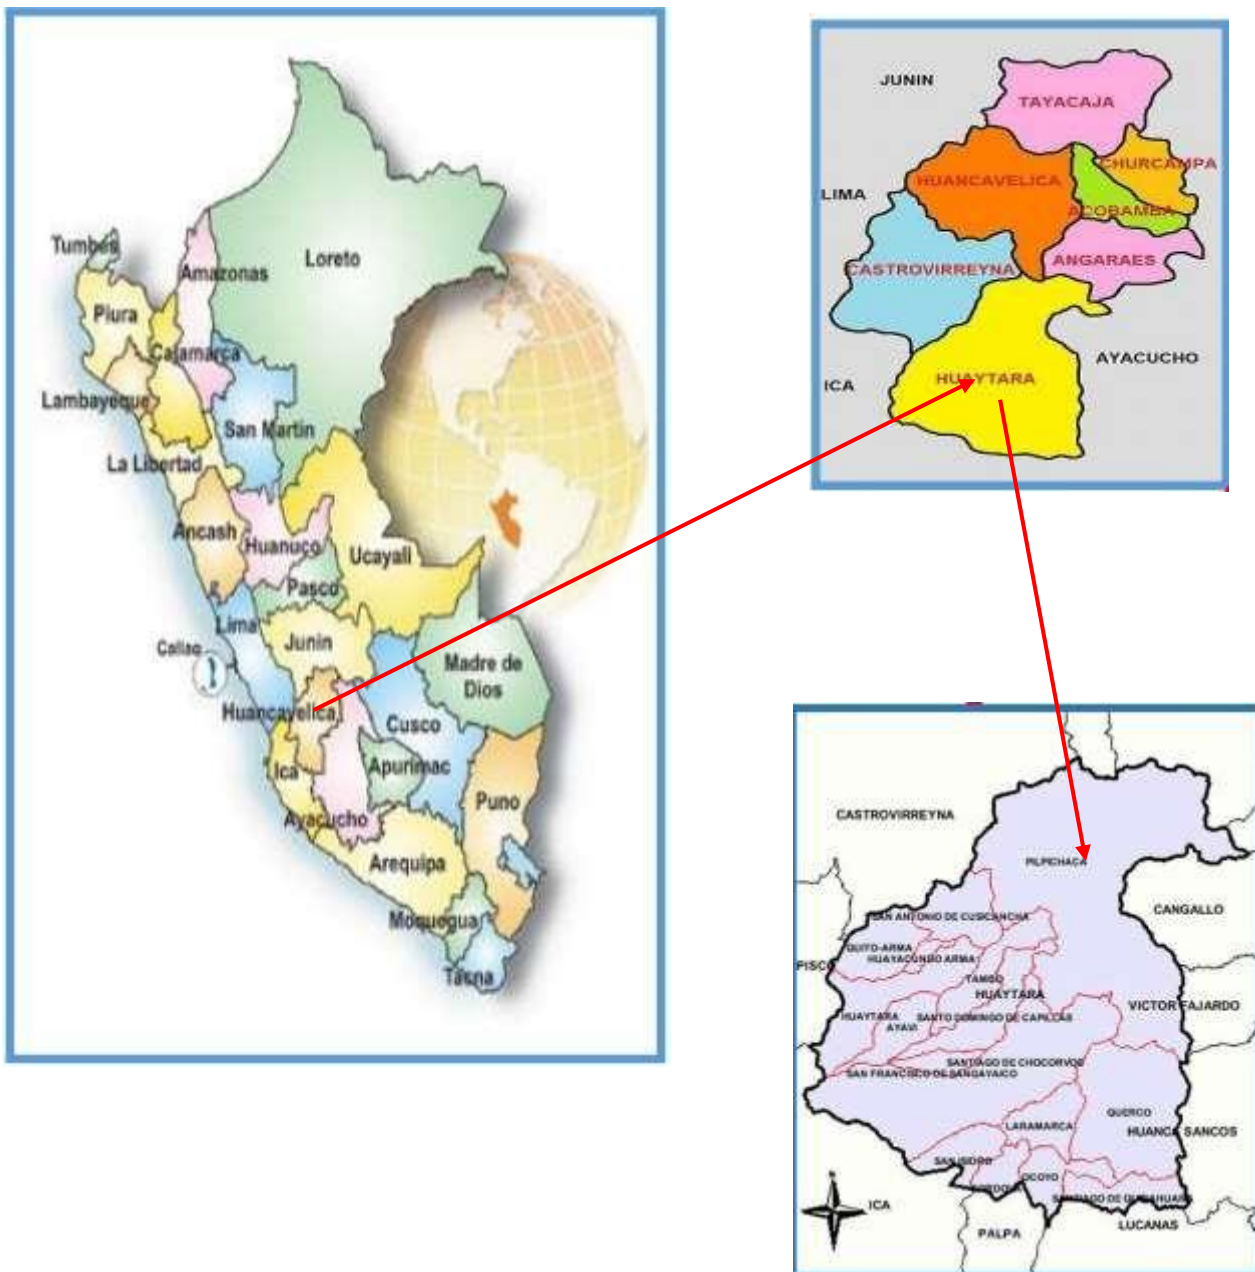 Tumbes
Loreto
Amazonas
Piura
Cajamarca
Lambayeque
San Martin
La Libertad
Ancash
Huanuco
Ucayali
Pasco
Lima
Junin
Callao
Madre de
Dios
Huancavelica
Cusco
Ica
Apurimac
Puno
Ayacucho
Arequipa
Moquegua
Tacna
JUNIN
TAYACAJA
CHURCAMPA
HUANCAVELICA
LIMA
ACOBAMBA
CASTROVIRREYNA
ANGARAES
AYACUCHO
ICA
HUAYTARA
CASTROVIRREYNA
PILPICHACA
CANGALLO
SAN ANTONIO DE CUSICANCHA
QUITO-ARMA
HUAYACUNDO ARMA
PISCO
TAMBO
HUAYTARA
VICTOR FAJARDO
HUAYTARA
AYAVI
SANTO DOMINGO DE CAPILLAS
SANTIAGO DE CHOCORVOS
SAN FRANCISCO DE SANGAYAICO
QUERCO
LARAMARCA
HUANCA SANCOS
SAN ISIDRO
OCOYO
ICA
PALPA
LUCANAS